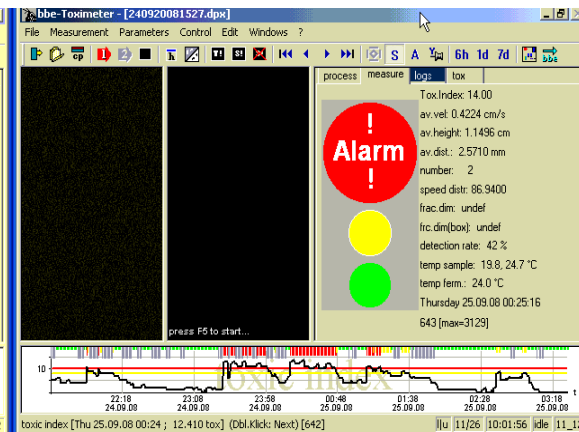 bbe-Toximeter - [240920081527.dpx]
File Measurement Parameters Control Edit Windows ?
S A 6h 1d 7d bbe
process measure logs tox
!
Alarm
!
Tox.Index: 14.00
av.vel: 0.4224 cm/s
av.height: 1.1496 cm
av.dist.: 2.5710 mm
number: 2
speed distr: 86.9400
frac.dim: undef
frc.dim(box): undef
detection rate: 42 %
temp sample: 19.8, 24.7 °C
temp ferm.: 24.0 °C
Thursday 25.09.08 00:25:16
643 [max=3129]
press F5 to start...
toxic index
10
22:18 23:08 23:58 00:48 01:38 02:28 03:18 t
24.09.08 24.09.08 24.09.08 25.09.08 25.09.08 25.09.08 25.09.08
toxic index [Thu 25.09.08 00:24 ; 12.410 tox] (Dbl.Klick: Next) [642] 11/26 10:01:56 idle